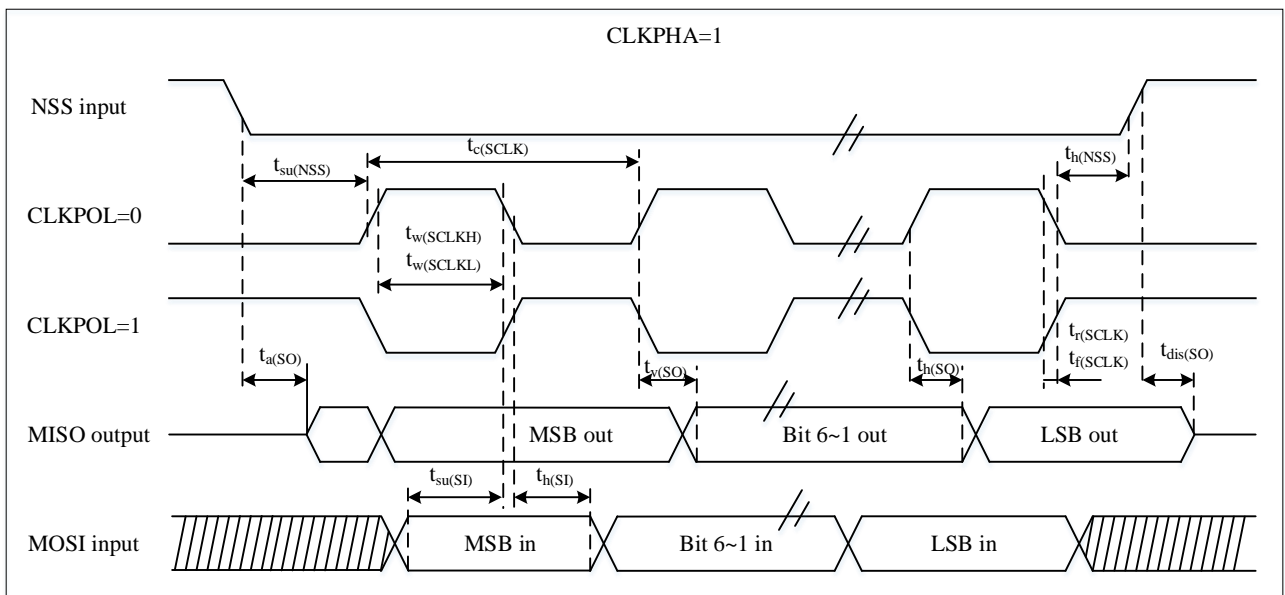 CLKPHA=1
NSS input
tc(SCLK)
tsu(NSS)
th(NSS)
CLKPOL=0
tw(SCLKH)
tw(SCLKL)
CLKPOL=1
tr(SCLK)
tf(SCLK)
ta(SO)
tv(SO)
th(SO)
tdis(SO)
MISO output
MSB out
Bit 6~1 out
LSB out
tsu(SI)
th(SI)
MOSI input
MSB in
Bit 6~1 in
LSB in